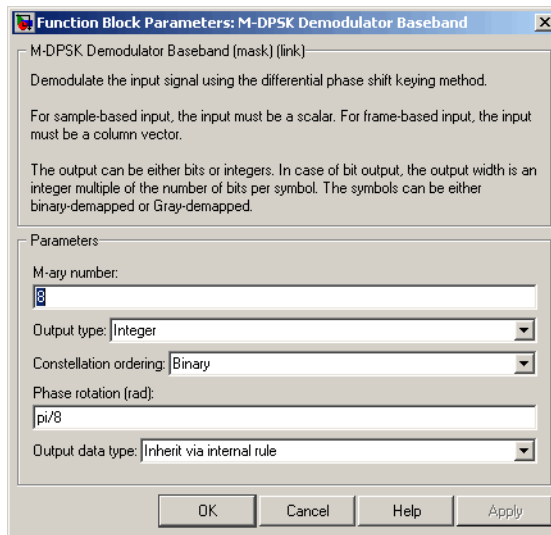 Function Block Parameters: M-DPSK Demodulator Baseband
M-DPSK Demodulator Baseband (mask) (link)
Demodulate the input signal using the differential phase shift keying method.
For sample-based input, the input must be a scalar. For frame-based input, the input
must be a column vector.
The output can be either bits or integers. In case of bit output, the output width is an
integer multiple of the number of bits per symbol. The symbols can be either
binary-demapped or Gray-demapped.
Parameters
M-ary number:
8
Output type: Integer
Constellation ordering: Binary
Phase rotation (rad):
pi/8
Output data type: Inherit via internal rule
OK Cancel Help Apply